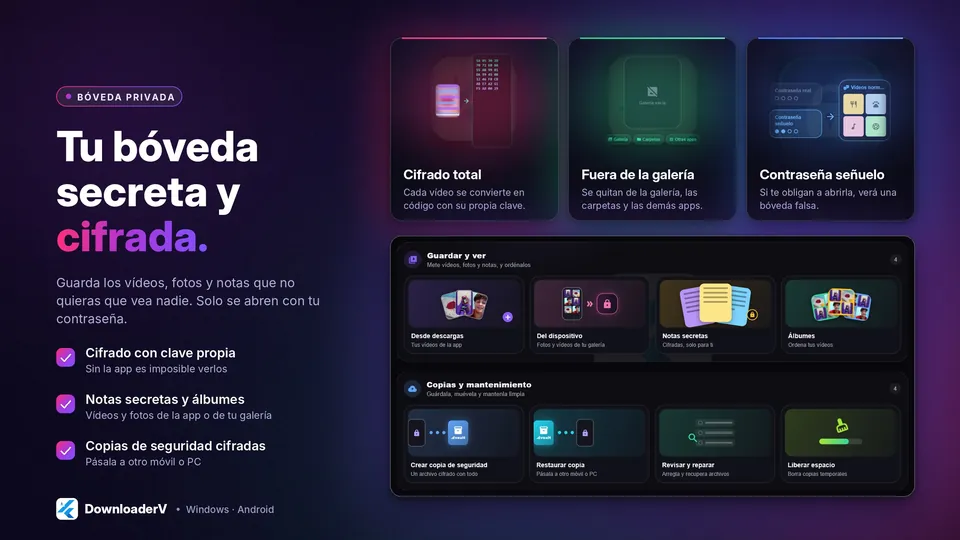 BÓVEDA PRIVADA
Tu bóveda
secreta y
cifrada.
Guarda los vídeos, fotos y notas que no
quieras que vea nadie. Solo se abren con tu
contraseña.
Cifrado con clave propia
Sin la app es imposible verlos
Notas secretas y álbumes
Vídeos y fotos de la app o de tu galería
Copias de seguridad cifradas
Pásala a otro móvil o PC
DownloaderV • Windows · Android
Cifrado total
Cada vídeo se convierte en
código con su propia clave.
Galería vacía
Galería
Carpetas
Otras apps
Fuera de la galería
Se quitan de la galería, las
carpetas y las demás apps.
Contraseña real
Contraseña
señuelo
Contraseña señuelo
Si te obligan a abrirla, verá una
bóveda falsa.
Guardar y ver
4
Mete vídeos, fotos y notas, y ordénalos
Desde descargas
Tus vídeos de la app
Del dispositivo
Fotos y vídeos de tu galería
Notas secretas
Cifradas, solo para ti
Álbumes
Ordena tus vídeos
Copias y mantenimiento
4
Guárdala, muévela y mantenla limpia
Crear copia de seguridad
Un archivo cifrado con todo
Restaurar copia
Pásala a otro móvil o PC
Revisar y reparar
Arregla y recupera archivos
Liberar espacio
Borra copias temporales